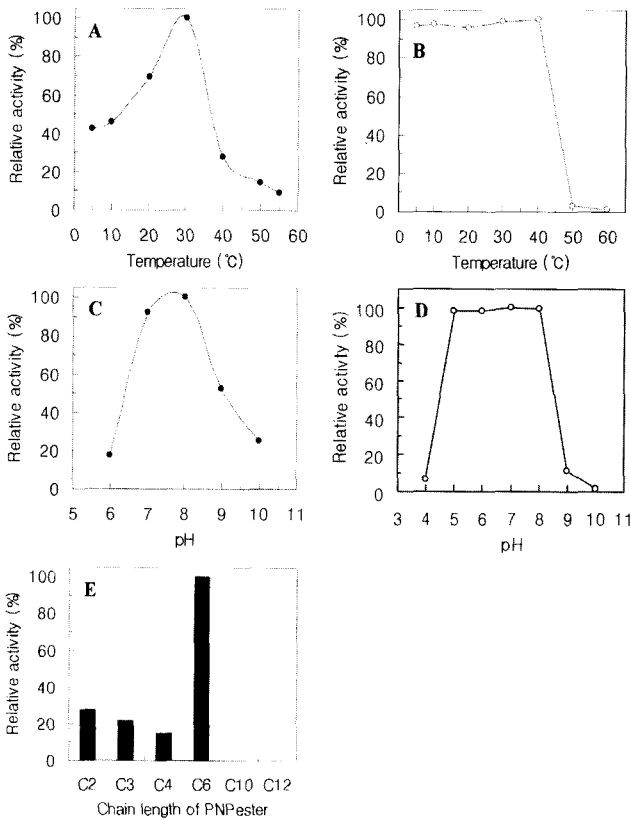 A
Relative activity (%)
100
80
60
40
20
0
0 10 20 30 40 50 60
Temperature (℃)
B
Relative activity (%)
100
80
60
40
20
0
0 10 20 30 40 50 60
Temperature (℃)
C
Relative activity (%)
100
80
60
40
20
0
5 6 7 8 9 10 11
pH
D
Relative activity (%)
100
80
60
40
20
0
3 4 5 6 7 8 9 10 11
pH
E
Relative activity (%)
100
80
60
40
20
0
C2 C3 C4 C6 C10 C12
Chain length of PNPester